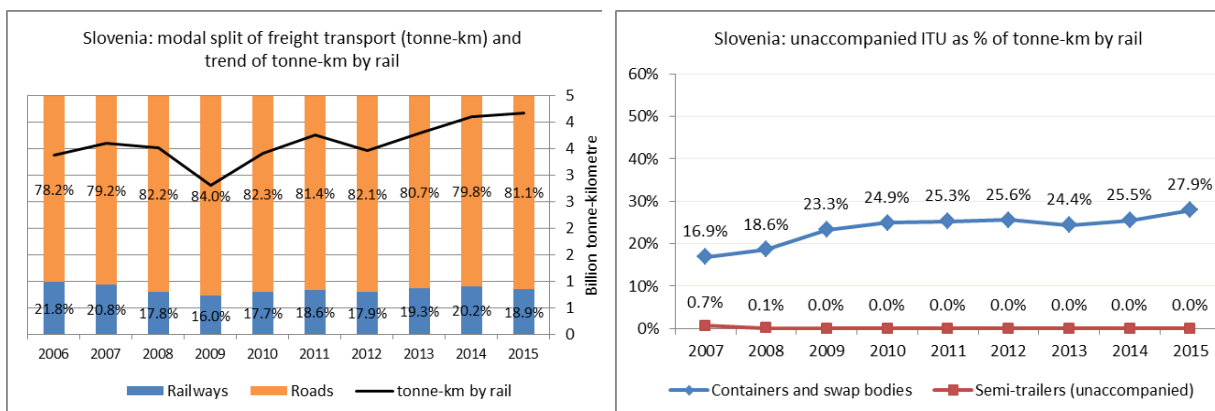 Slovenia: modal split of freight transport (tonne-km) and
trend of tonne-km by rail
5
4
4
3
3
2
2
1
1
0
Billion tonne-kilometre
78.2% 79.2% 82.2% 84.0% 82.3% 81.4% 82.1% 80.7% 79.8% 81.1%
21.8% 20.8% 17.8% 16.0% 17.7% 18.6% 17.9% 19.3% 20.2% 18.9%
2006 2007 2008 2009 2010 2011 2012 2013 2014 2015
Railways Roads tonne-km by rail
Slovenia: unaccompanied ITU as % of tonne-km by rail
60%
50%
40%
30%
20%
10%
0%
16.9% 18.6% 23.3% 24.9% 25.3% 25.6% 24.4% 25.5% 27.9%
0.7% 0.1% 0.0% 0.0% 0.0% 0.0% 0.0% 0.0% 0.0%
2007 2008 2009 2010 2011 2012 2013 2014 2015
Containers and swap bodies Semi-trailers (unaccompanied)